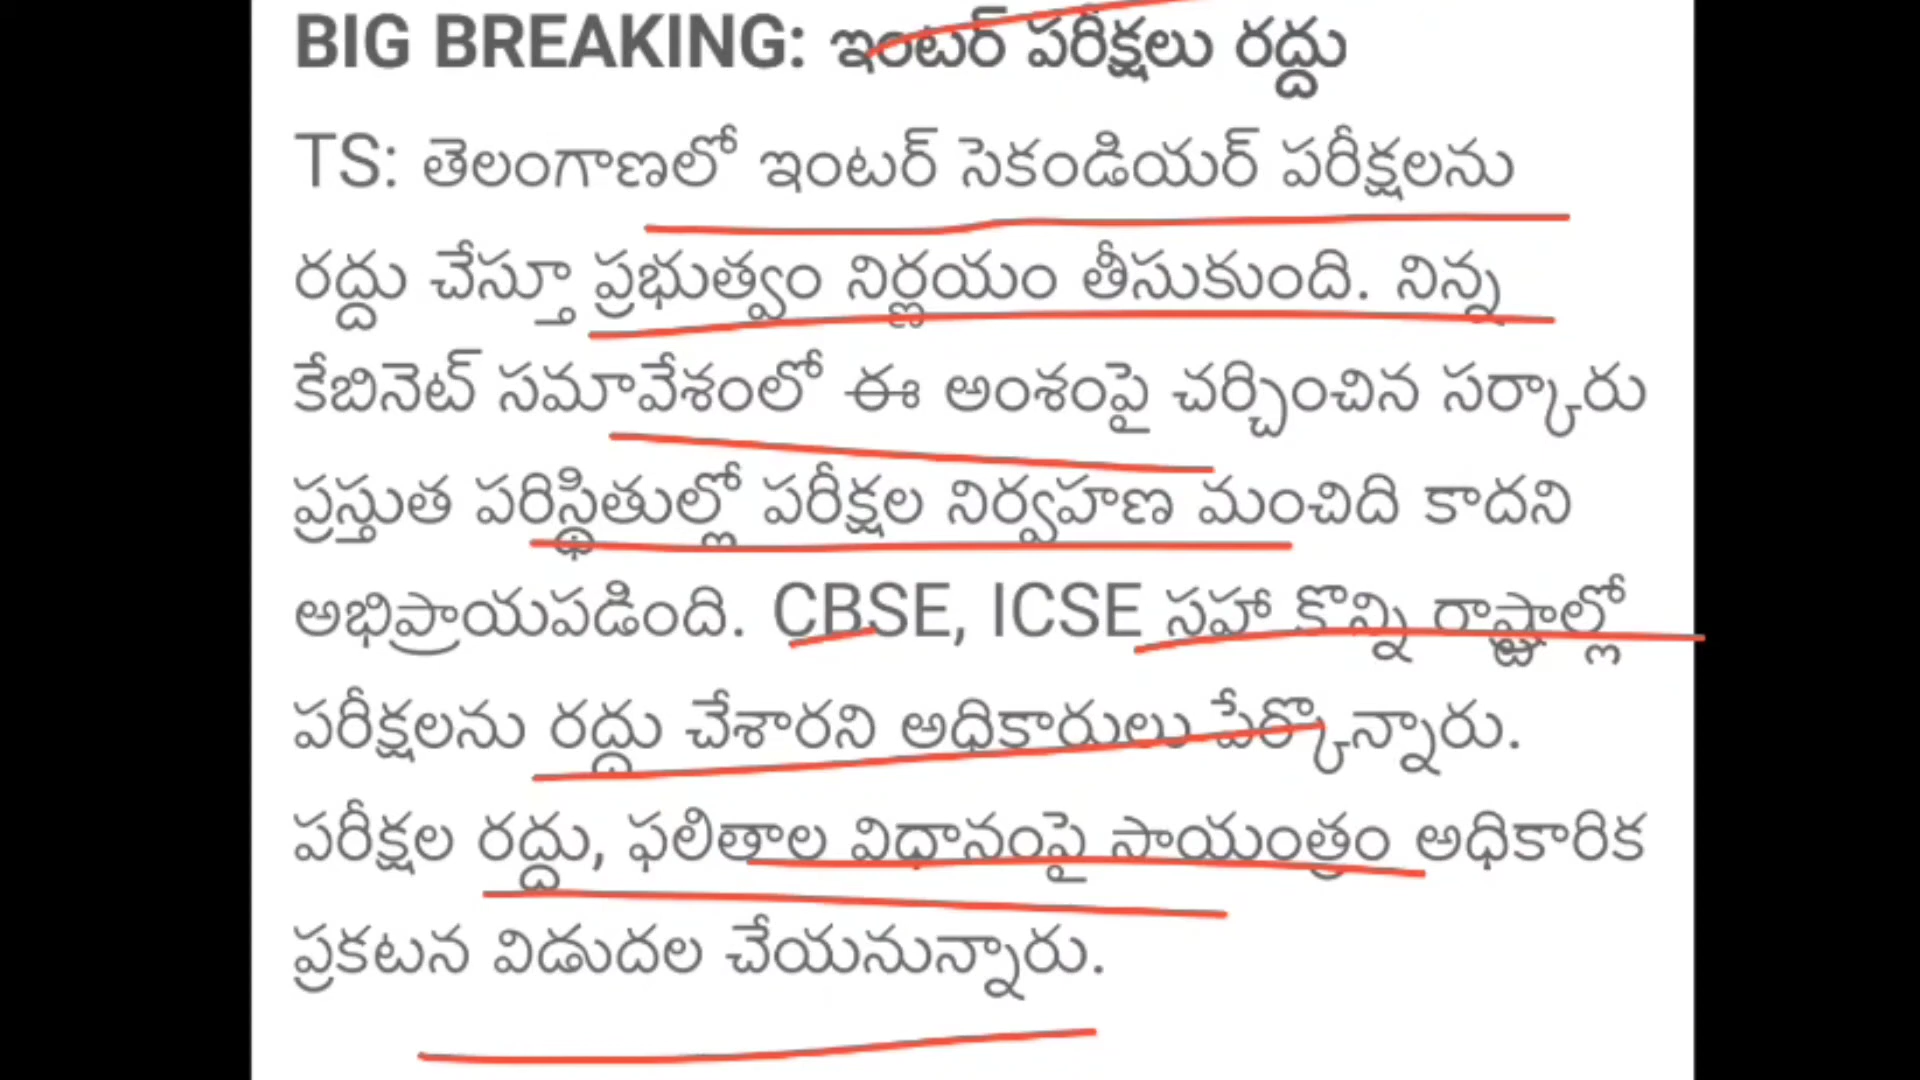 BIG BREAKING: ఇంటర్ పరీక్షలు రద్దు
TS: తెలంగాణలో ఇంటర్ సెకండియర్ పరీక్షలను
రద్దు చేస్తూ ప్రభుత్వం నిర్ణయం తీసుకుంది. నిన్న
కేబినెట్ సమావేశంలో ఈ అంశంపై చర్చించిన సర్కారు
ప్రస్తుత పరిస్థితుల్లో పరీక్షల నిర్వహణ మంచిది కాదని
అభిప్రాయపడింది. CBSE, ICSE సహా కొన్ని రాష్ట్రాల్లో
పరీక్షలను రద్దు చేశారని అధికారులు పేర్కొన్నారు.
పరీక్షల రద్దు, ఫలితాల విధానంపై సాయంత్రం అధికారిక
ప్రకటన విడుదల చేయనున్నారు.